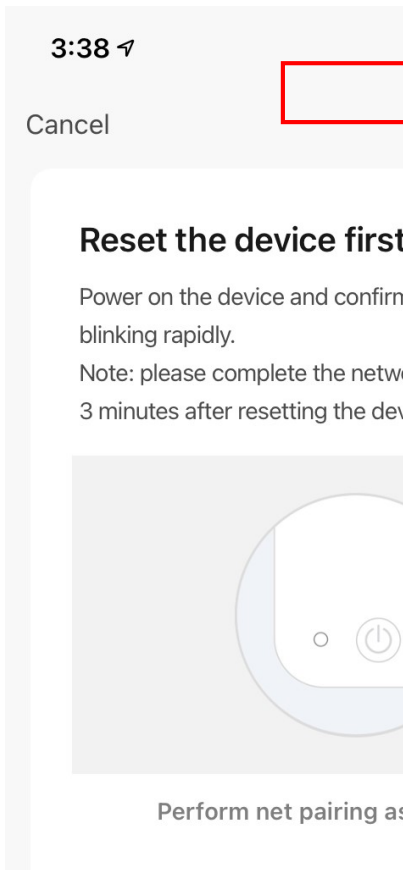 3:38
Cancel
Reset the device first
Power on the device and confirm
blinking rapidly.
Note: please complete the netw
3 minutes after resetting the dev
Perform net pairing as